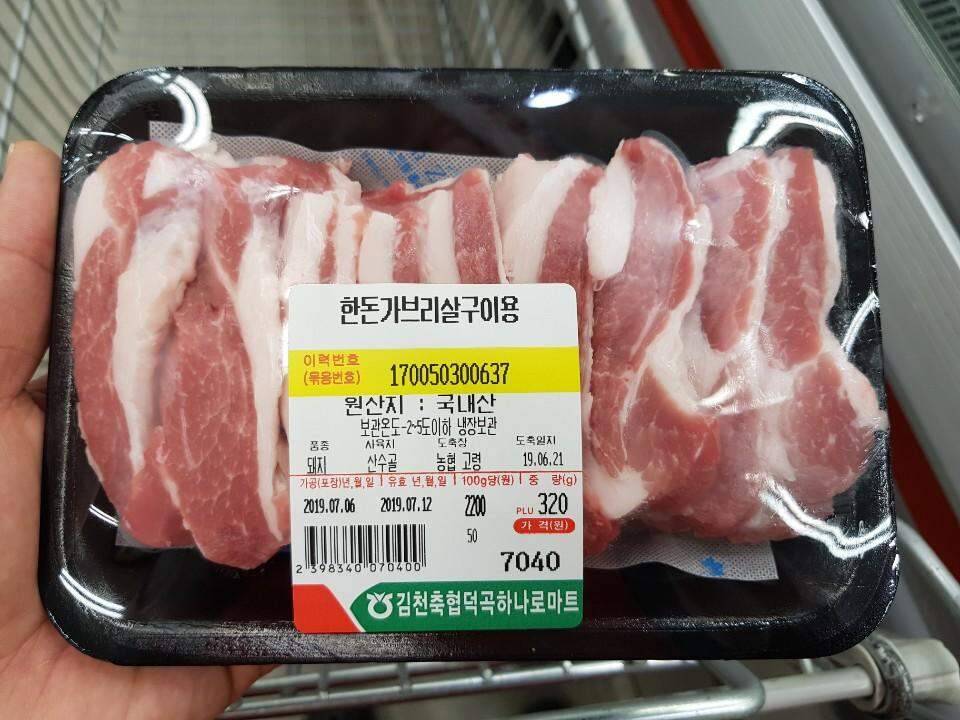 한돈가브리살구이용
이력번호
(묶음번호) 170050300637
원산지 : 국내산
보관온도-2~5도이하 냉장보관
품종 사육지 도축장 도축일지
돼지 산수골 농협 고령 19.06.21
가공(포장)년,월,일 유효 년,월,일 100g당(원) 중 량(g)
2019.07.06 2019.07.12 2200 PLU 320
가 격(원)
50
7040
2 398340 070400
김천축협덕곡하나로마트